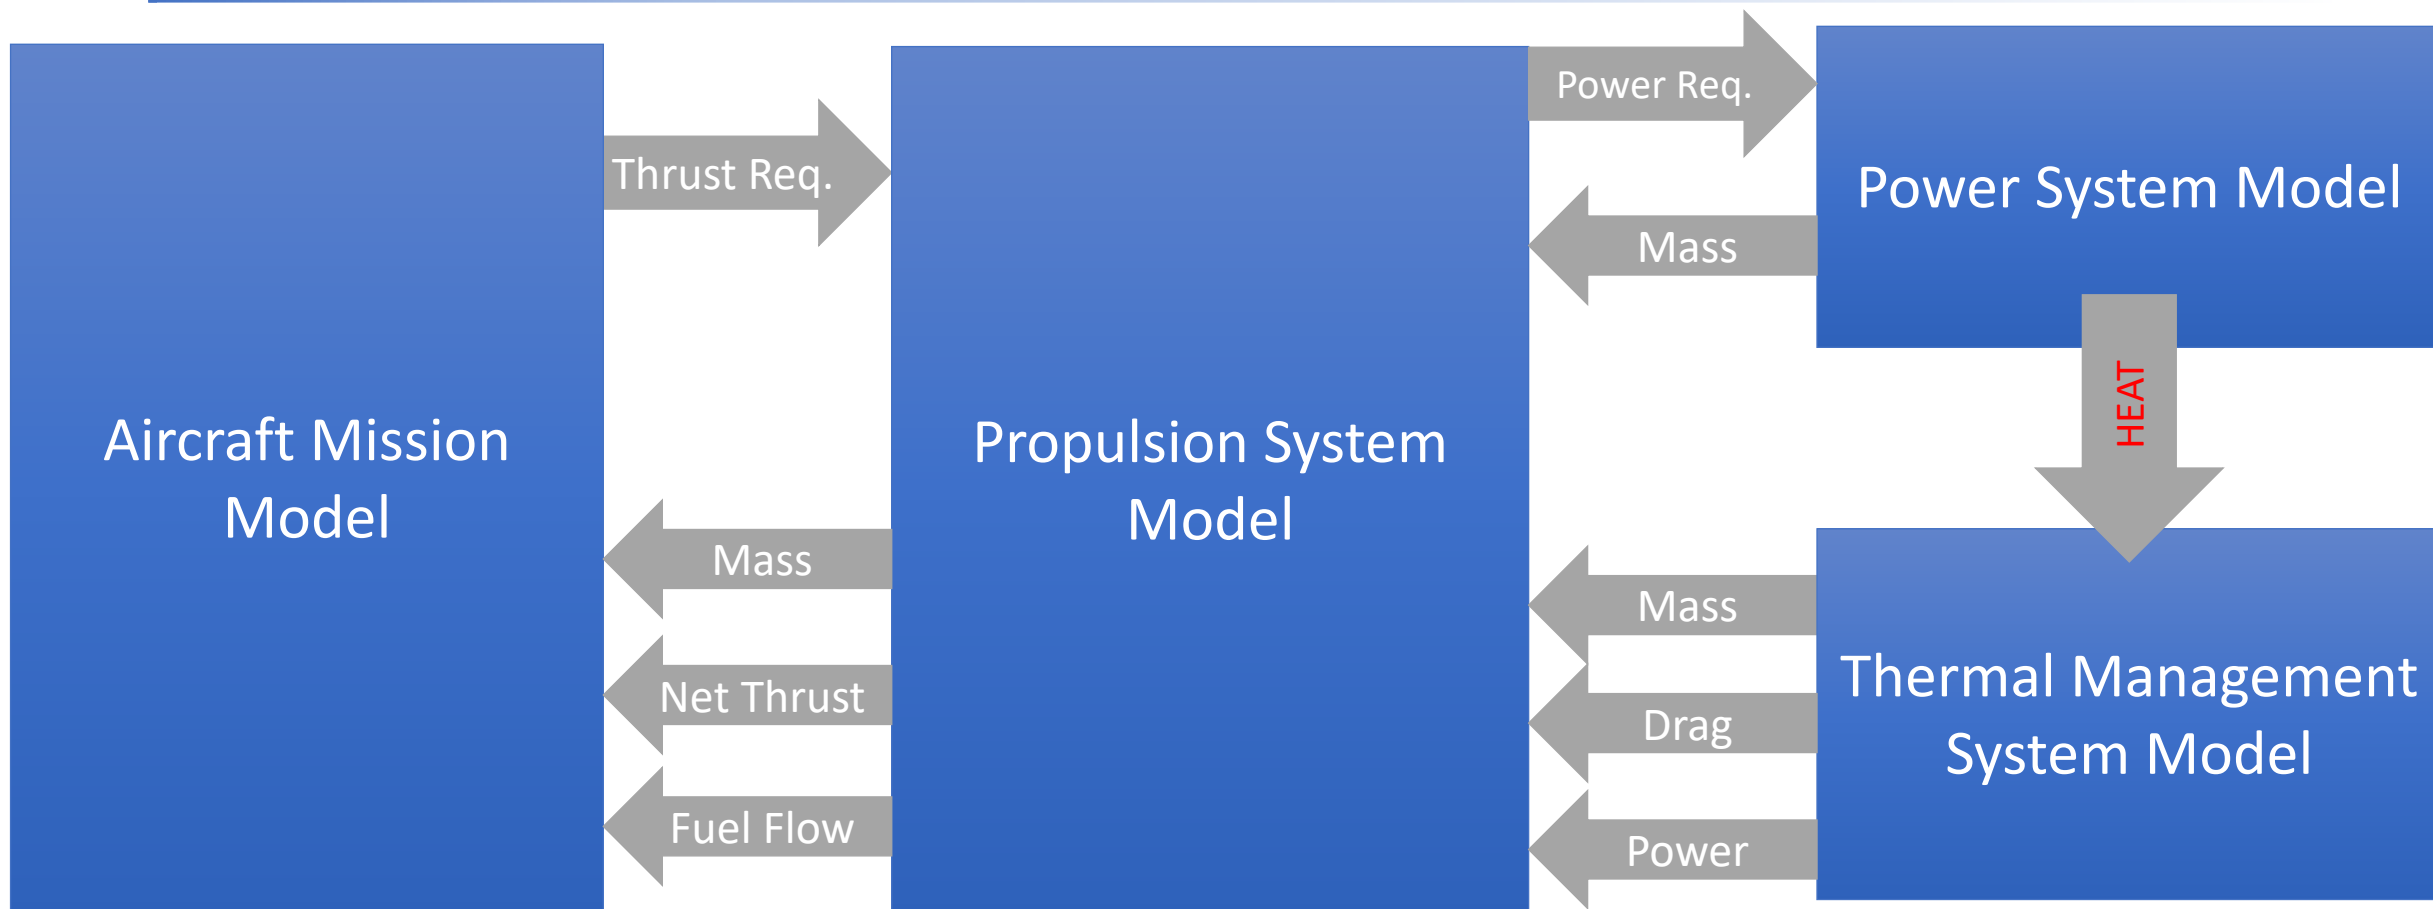 Aircraft Mission
Model
Thrust Req.
Mass
Net Thrust
Fuel Flow
Propulsion System
Model
Power Req.
Mass
Mass
Drag
Power
Power System Model
HEAT
Thermal Management
System Model